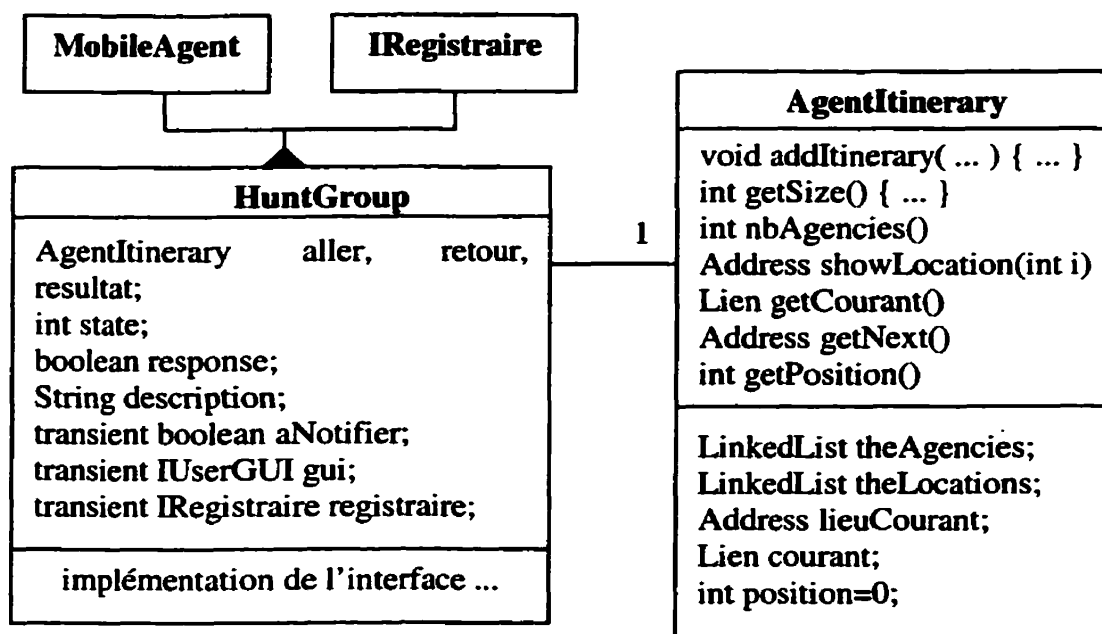 MobileAgent
IRegistraire
HuntGroup
AgentItinerary aller, retour,
resultat;
int state;
boolean response;
String description;
transient boolean aNotifier;
transient IUserGUI gui;
transient IRegistraire registraire;
implémentation de l'interface ...
1
AgentItinerary
void addItinerary( ... ) { ... }
int getSize() { ... }
int nbAgencies()
Address showLocation(int i)
Lien getCourant()
Address getNext()
int getPosition()
LinkedList theAgencies;
LinkedList theLocations;
Address lieuCourant;
Lien courant;
int position=0;